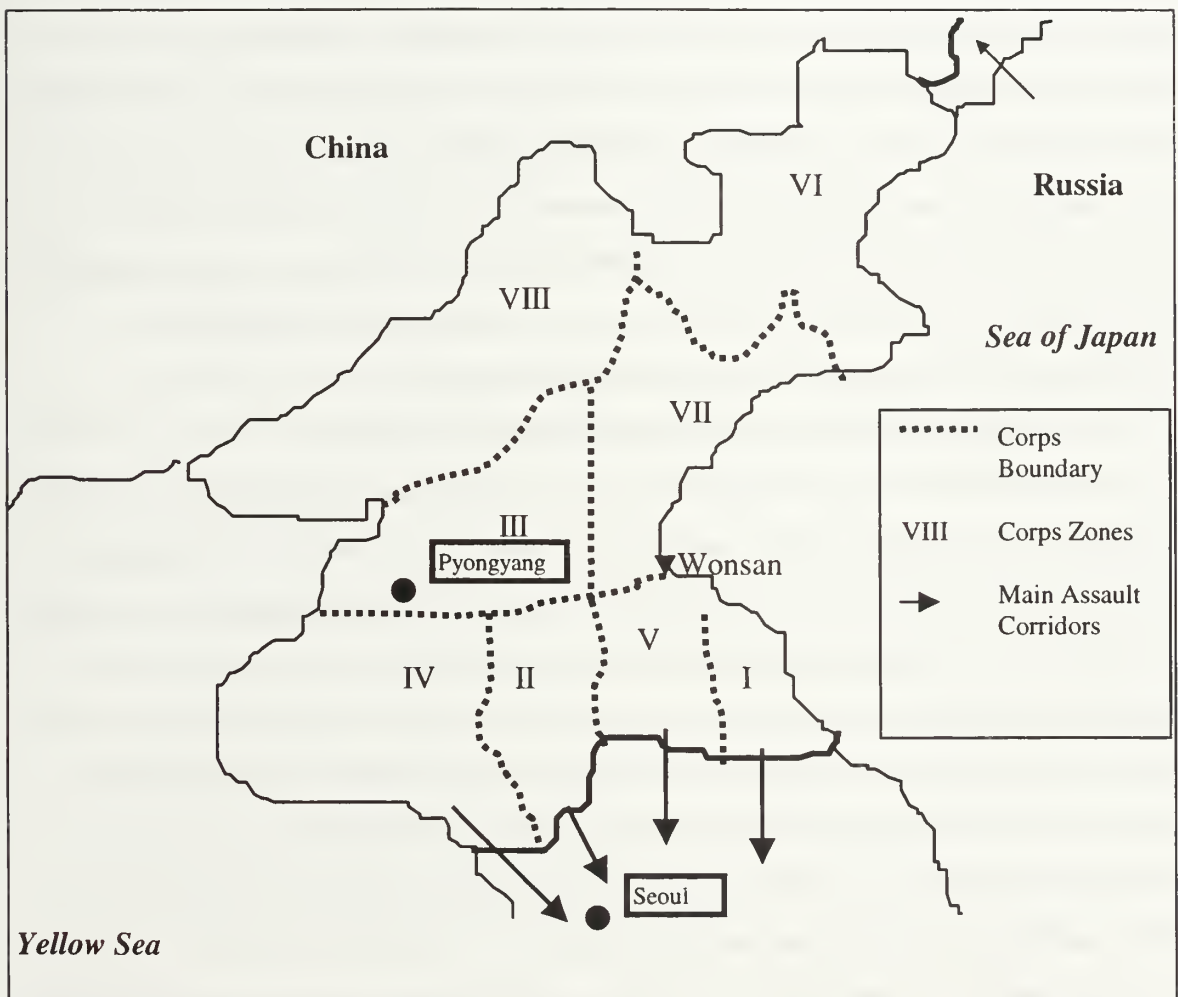 China
VI
Russia
VIII
Sea of Japan
VII
Corps
Boundary
III
VIII Corps Zones
Pyongyang
Wonsan
Main Assault
Corridors
V
IV
II
I
Seoul
Yellow Sea